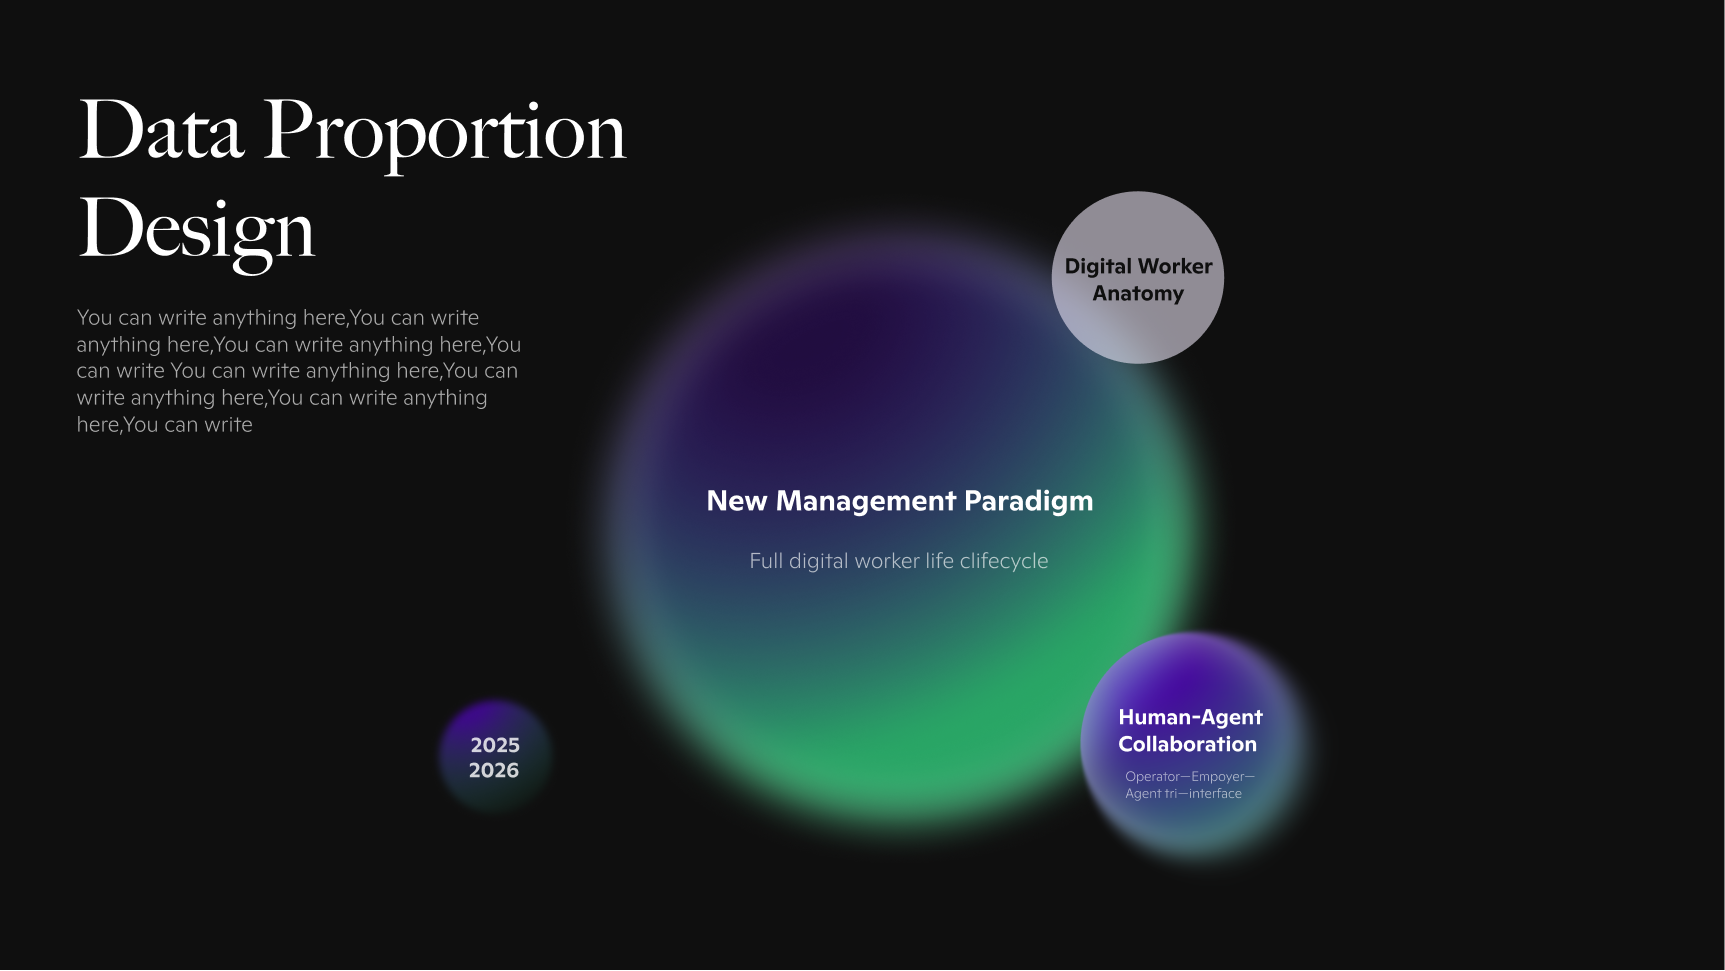 Data Proportion
Design
You can write anything here,You can write
anything here,You can write anything here,You
can write You can write anything here,You can
write anything here,You can write anything
here,You can write
Digital Worker
Anatomy
New Management Paradigm
Full digital worker life clifecycle
Human-Agent
Collaboration
Operator—Empoyer—
Agent tri—interface
2025
2026